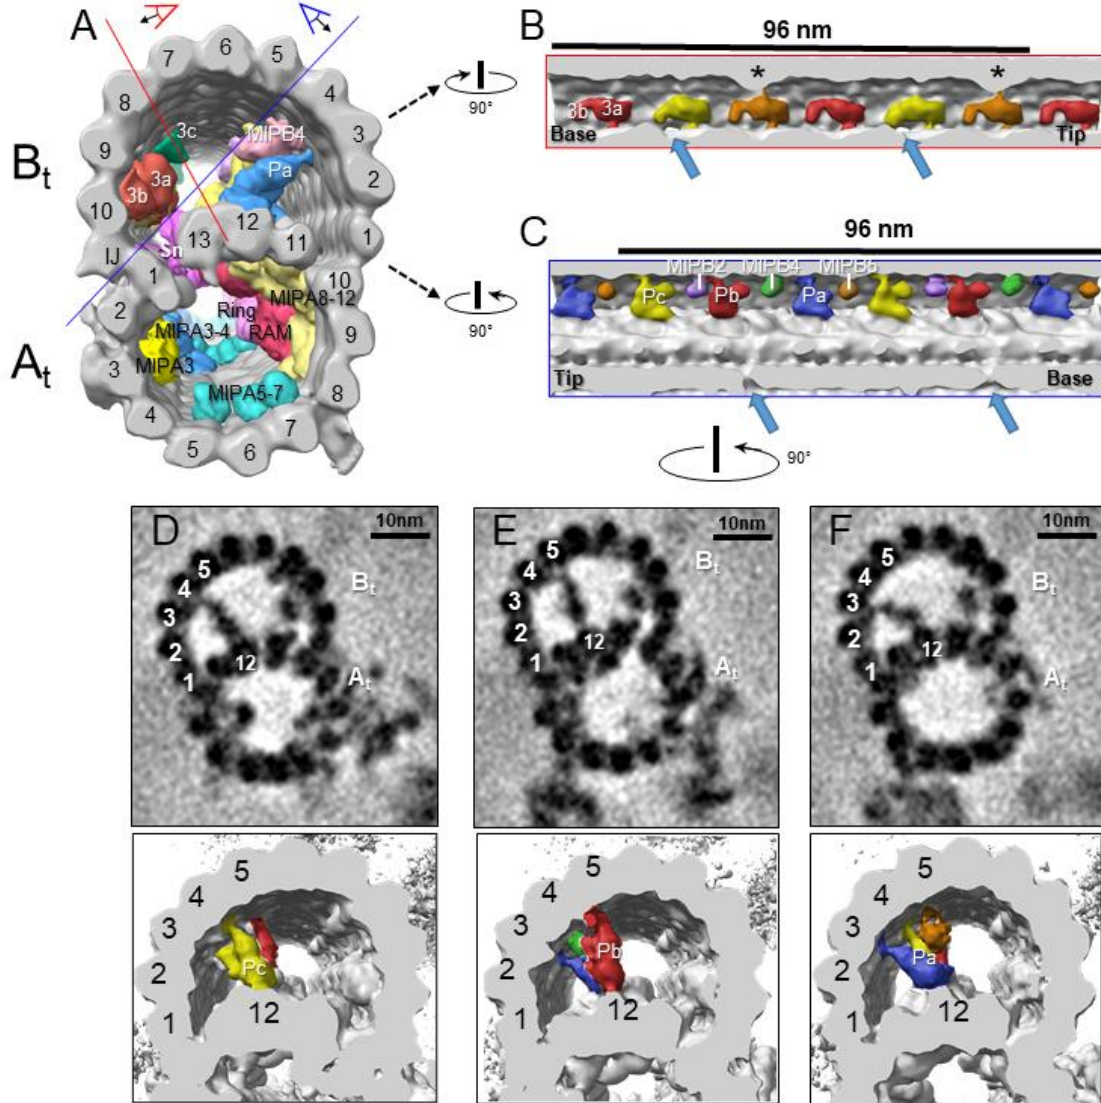 A
7
6
5
8
4
3c
MIPB4
3
9
Pa
3a
2
3b
10
12
Sn
13
11
1
IJ
1
10
MIPA8-12
2
Ring
9
MIPA3-4
RAM
MIPA3
3
8
MIPA5-7
4
7
5
6
Bt
At
90°
90°
B
96 nm
* *
3b 3a
Base Tip
C
96 nm
MIPB2 MIPB4 MIPB5
Pc Pb Pa
Tip Base
90°
D 10nm
5
4
3
2
1
12
Bt
At
E 10nm
5
4
3
2
1
12
Bt
At
F 10nm
5
4
3
2
1
12
Bt
At
5
4
3
2
Pc
1 12
5
4
3
2
Pb
1 12
5
4
3
2
Pa
1 12